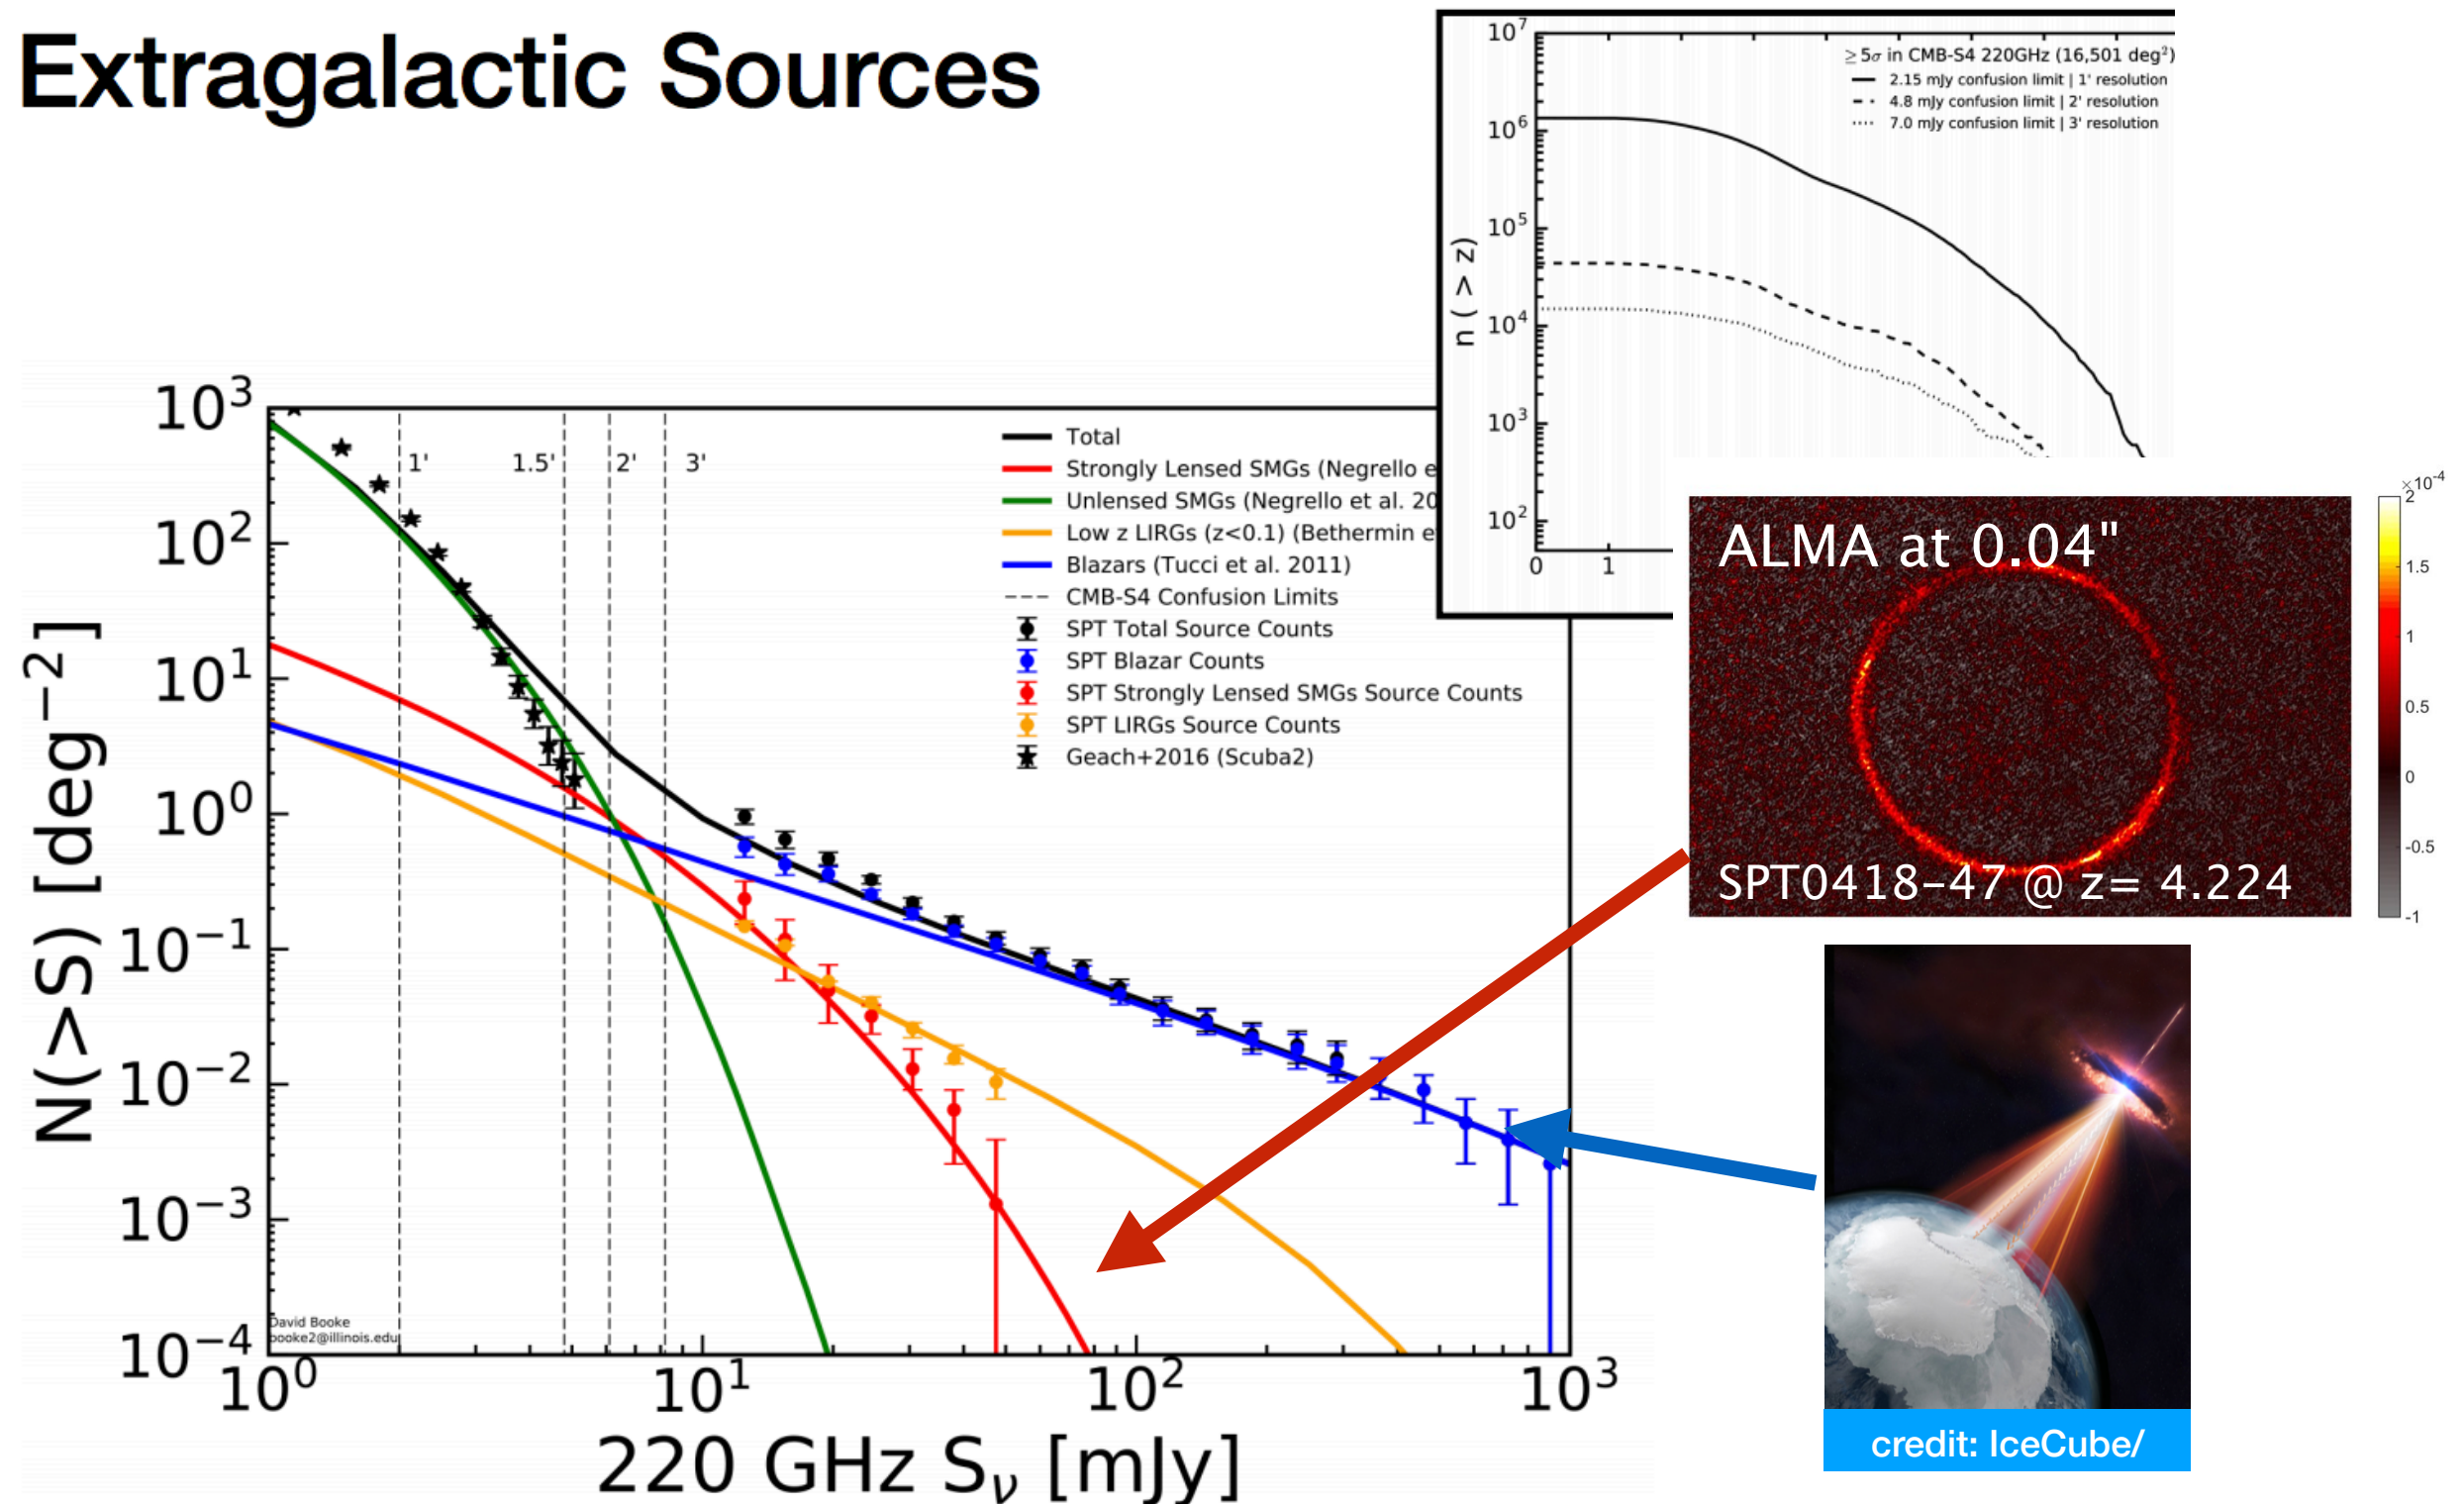 Extragalactic Sources
10⁷
10⁶
10⁵
10⁴
10³
10²
n ( > z)
0
1
≥5σ in CMB-S4 220GHz (16,501 deg²)
2.15 mJy confusion limit | 1' resolution
4.8 mJy confusion limit | 2' resolution
7.0 mJy confusion limit | 3' resolution
10³
10²
10¹
10⁰
10⁻¹
10⁻²
10⁻³
10⁻⁴
N(>S) [deg⁻²]
1'
1.5'
2'
3'
Total
Strongly Lensed SMGs (Negrello e
Unlensed SMGs (Negrello et al. 20
Low z LIRGs (z<0.1) (Bethermin e
Blazars (Tucci et al. 2011)
CMB-S4 Confusion Limits
SPT Total Source Counts
SPT Blazar Counts
SPT Strongly Lensed SMGs Source Counts
SPT LIRGs Source Counts
Geach+2016 (Scuba2)
David Booke
booke2@illinois.edu
10⁰
10¹
10²
10³
220 GHz Sν [mJy]
ALMA at 0.04"
SPT0418-47 @ z= 4.224
×10⁻⁴
2
1.5
1
0.5
0
-0.5
-1
credit: IceCube/